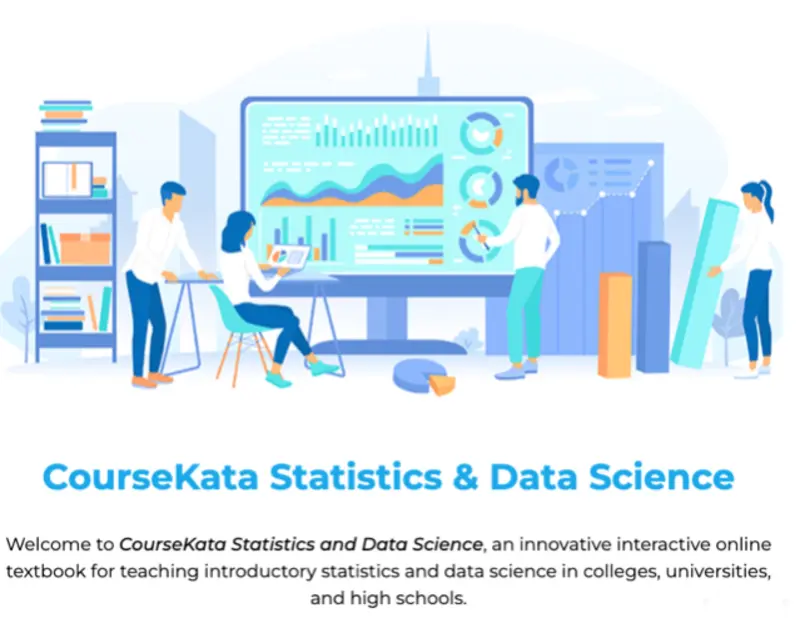 CourseKata Statistics & Data Science
Welcome to CourseKata Statistics and Data Science, an innovative interactive online
textbook for teaching introductory statistics and data science in colleges, universities,
and high schools.